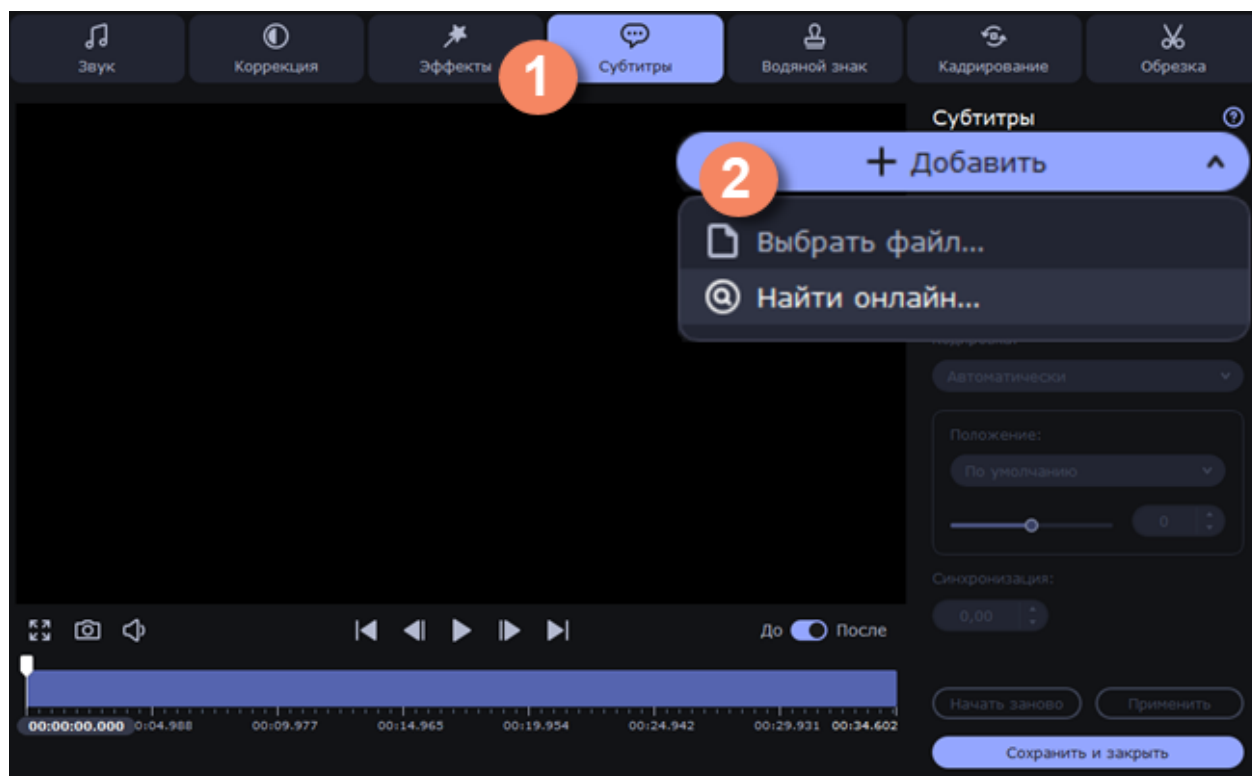 Звук
Коррекция
Эффекты
1
Субтитры
Водяной знак
Кадрирование
Обрезка
Субтитры
?
2
+ Добавить
Выбрать файл...
Найти онлайн...
Автоматически
Положение:
По умолчанию
0
Синхронизация:
0,00
До После
00:00:00.000 0:04.988 00:09.977 00:14.965 00:19.954 00:24.942 00:29.931 00:34.602
Начать заново Применить
Сохранить и закрыть